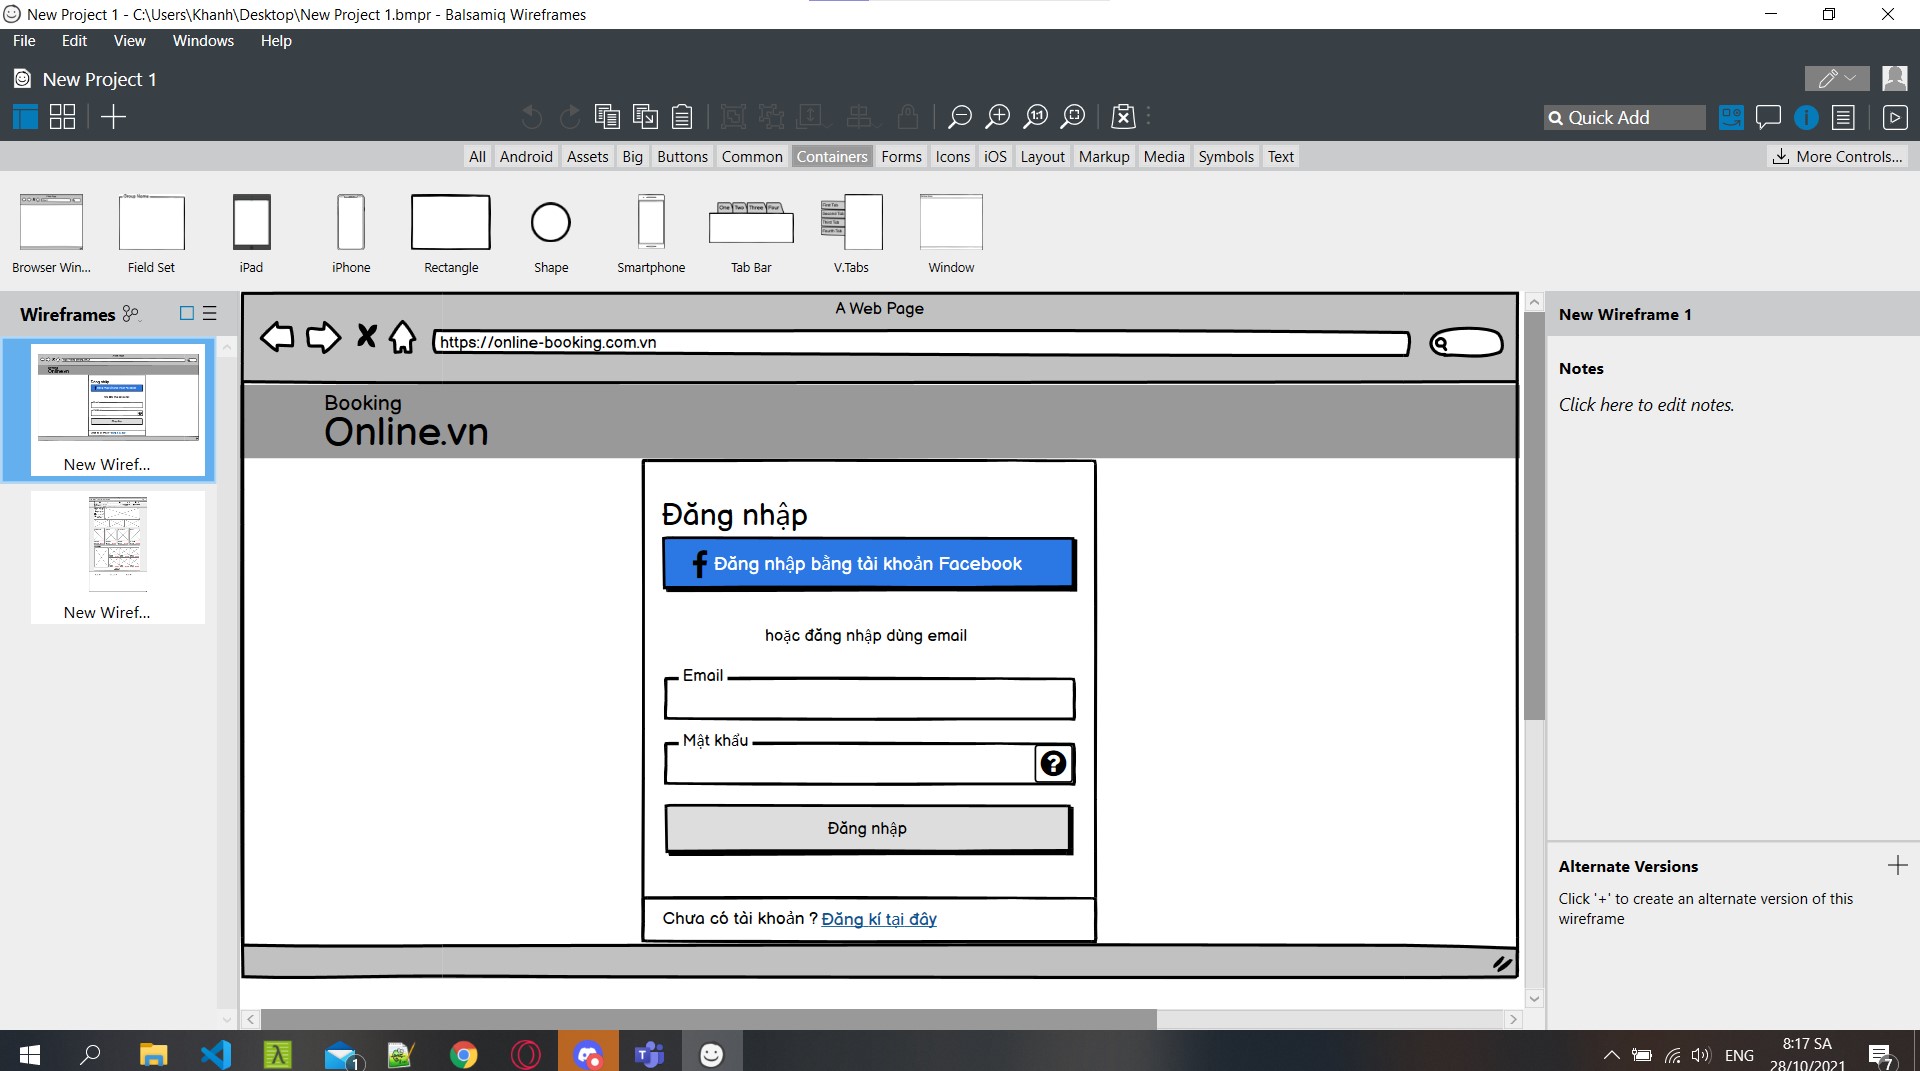 New Project 1 - C:\Users\Khanh\Desktop\New Project 1.bmpr - Balsamiq Wireframes
File Edit View Windows Help
New Project 1
1:1
Quick Add
All Android Assets Big Buttons Common Containers Forms Icons iOS Layout Markup Media Symbols Text
More Controls...
Browser Win...
Field Set
iPad
iPhone
Rectangle
Shape
Smartphone
Tab Bar
V.Tabs
Window
Wireframes
New Wiref...
New Wiref...
A Web Page
https://online-booking.com.vn
Booking
Online.vn
Đăng nhập
Đăng nhập bằng tài khoản Facebook
hoặc đăng nhập dùng email
Email
Mật khẩu
Đăng nhập
Chưa có tài khoản ? Đăng kí tại đây
New Wireframe 1
Notes
Click here to edit notes.
Alternate Versions
Click '+' to create an alternate version of this
wireframe
1
ENG
8:17 SA
28/10/2021
7